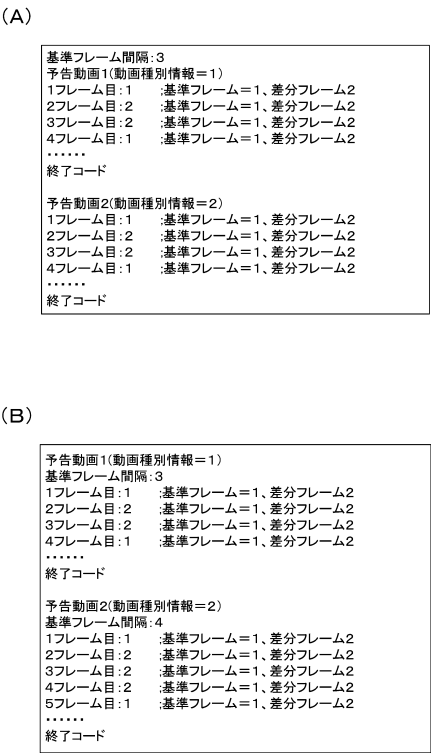 (A)
基準フレーム間隔:3
予告動画1(動画種別情報=1)
1フレーム目:1 ;基準フレーム=1、差分フレーム2
2フレーム目:2 ;基準フレーム=1、差分フレーム2
3フレーム目:2 ;基準フレーム=1、差分フレーム2
4フレーム目:1 ;基準フレーム=1、差分フレーム2
・・・・・・
終了コード
予告動画2(動画種別情報=2)
1フレーム目:1 ;基準フレーム=1、差分フレーム2
2フレーム目:2 ;基準フレーム=1、差分フレーム2
3フレーム目:2 ;基準フレーム=1、差分フレーム2
4フレーム目:1 ;基準フレーム=1、差分フレーム2
・・・・・・
終了コード
(B)
予告動画1(動画種別情報=1)
基準フレーム間隔:3
1フレーム目:1 ;基準フレーム=1、差分フレーム2
2フレーム目:2 ;基準フレーム=1、差分フレーム2
3フレーム目:2 ;基準フレーム=1、差分フレーム2
4フレーム目:1 ;基準フレーム=1、差分フレーム2
・・・・・・
終了コード
予告動画2(動画種別情報=2)
基準フレーム間隔:4
1フレーム目:1 ;基準フレーム=1、差分フレーム2
2フレーム目:2 ;基準フレーム=1、差分フレーム2
3フレーム目:2 ;基準フレーム=1、差分フレーム2
4フレーム目:2 ;基準フレーム=1、差分フレーム2
5フレーム目:1 ;基準フレーム=1、差分フレーム2
・・・・・・
終了コード